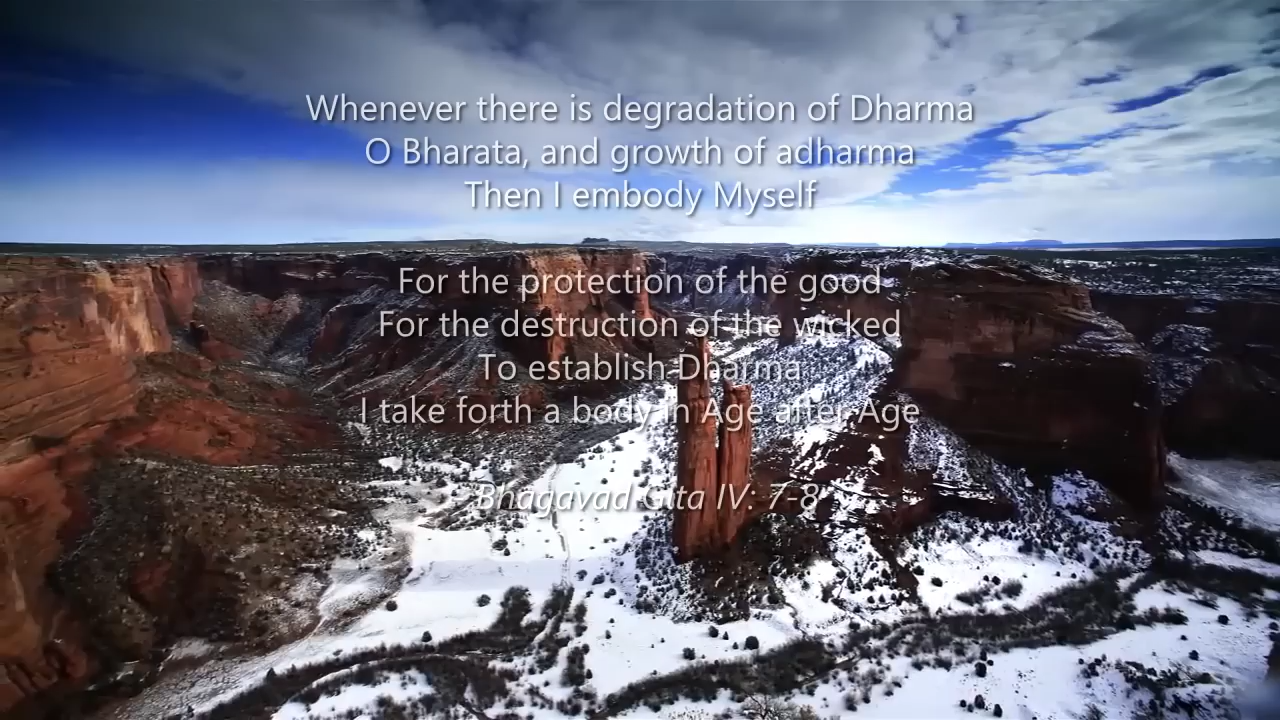 Whenever there is degradation of Dharma
O Bharata, and growth of adharma
Then I embody Myself
For the protection of the good
For the destruction of the wicked
To establish Dharma
I take forth a body in Age after Age
Bhagavad Gita IV: 7-8